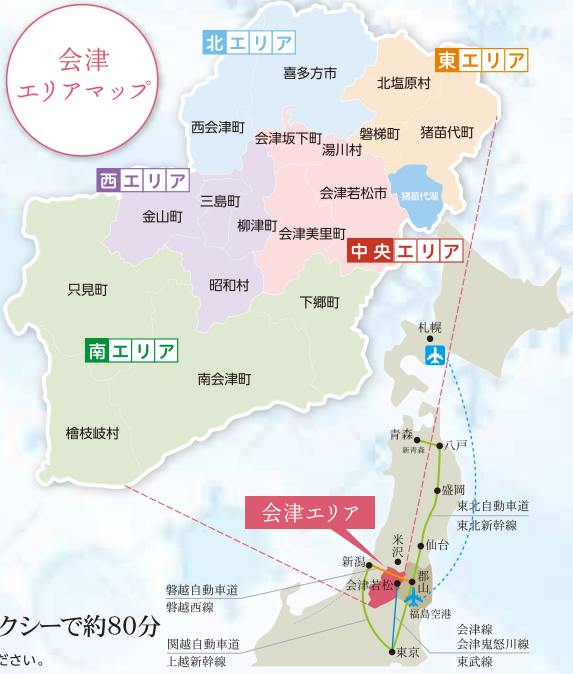 会津
エリアマップ
北エリア
喜多方市
東エリア
北塩原村
西会津町
会津坂下町
湯川村
磐梯町
猪苗代町
西エリア
三島町
金山町
柳津町
会津若松市
猪苗代湖
会津美里町
中央エリア
昭和村
只見町
下郷町
南エリア
南会津町
檜枝岐村
札幌
青森
新青森
八戸
盛岡
東北自動車道
東北新幹線
会津エリア
米沢
仙台
新潟
郡山
会津若松
磐越自動車道
磐越西線
福島空港
クシーで約80分
ださい。
関越自動車道
上越新幹線
東京
会津線
会津鬼怒川線
東武線